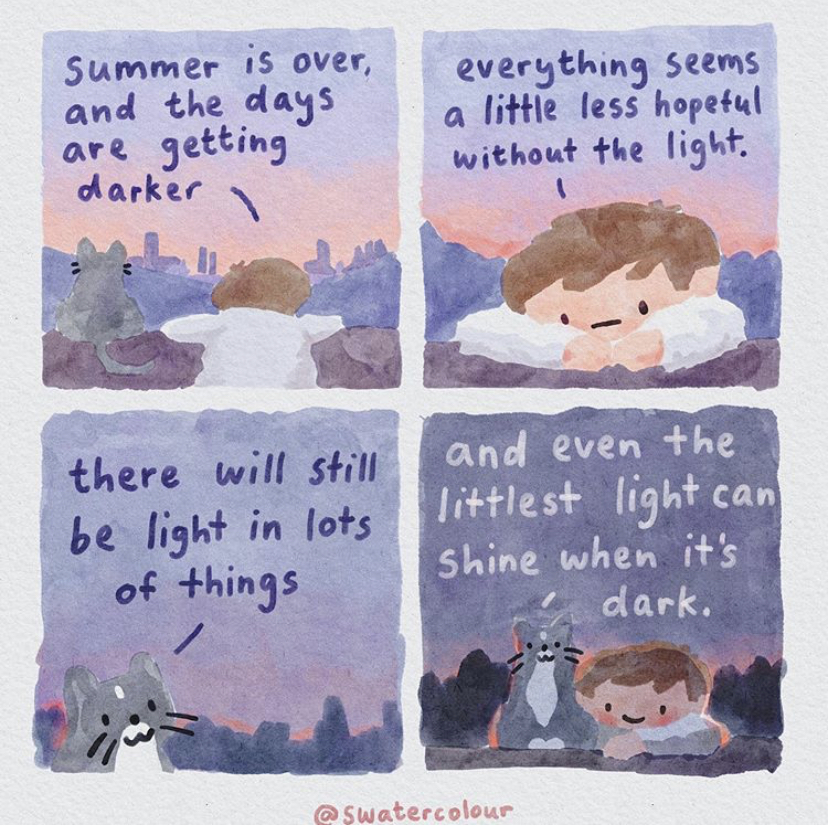 Summer is over,
and the days
are getting
darker
everything seems
a little less hopeful
without the light.
there will still
be light in lots
of things
and even the
littlest light can
shine when it's
dark.
@swatercolour